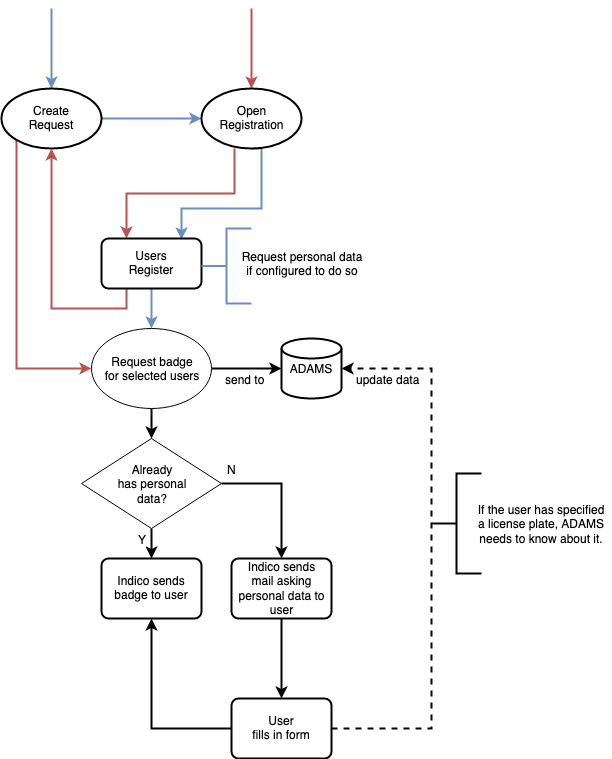 Create
Request
Open
Registration
Users
Register
Request personal data
if configured to do so
Request badge
for selected users
send to
ADAMS
update data
Already
has personal
data?
N
Y
If the user has specified
a license plate, ADAMS
needs to know about it.
Indico sends
badge to user
Indico sends
mail asking
personal data to
user
User
fills in form